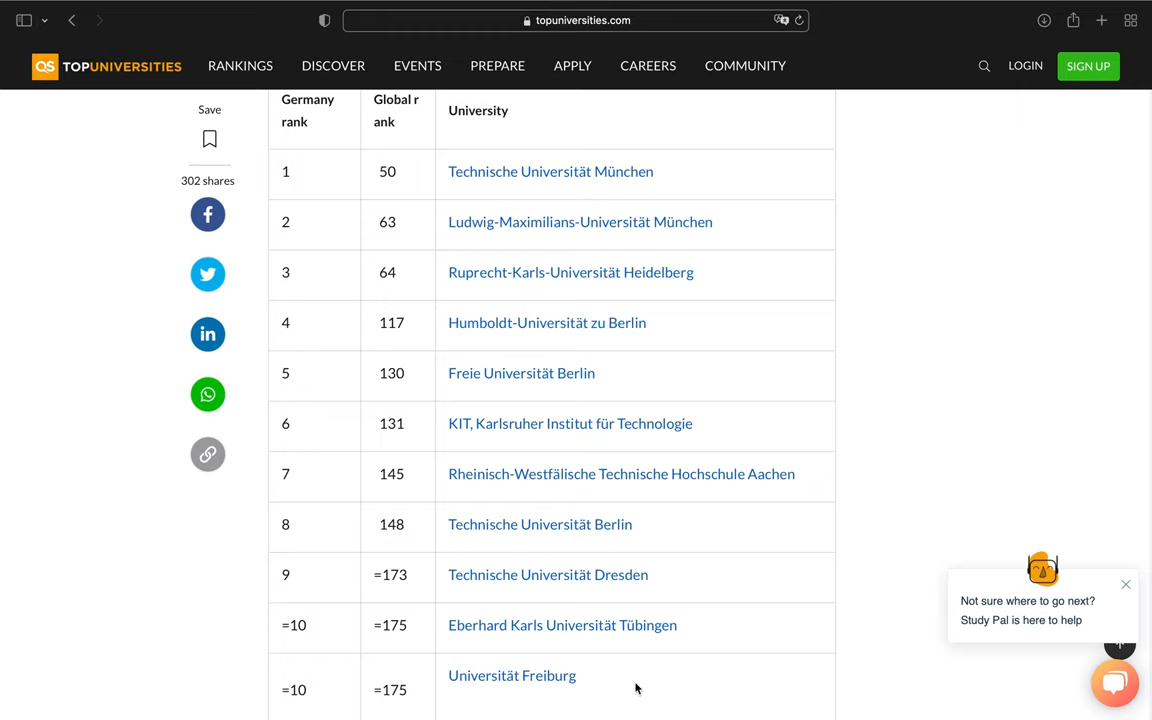 topuniversities.com
QS TOPUNIVERSITIES RANKINGS DISCOVER EVENTS PREPARE APPLY CAREERS COMMUNITY LOGIN SIGN UP
Save
302 shares
Germany rank Global r ank University
1 50 Technische Universität München
2 63 Ludwig-Maximilians-Universität München
3 64 Ruprecht-Karls-Universität Heidelberg
4 117 Humboldt-Universität zu Berlin
5 130 Freie Universität Berlin
6 131 KIT, Karlsruher Institut für Technologie
7 145 Rheinisch-Westfälische Technische Hochschule Aachen
8 148 Technische Universität Berlin
9 =173 Technische Universität Dresden
=10 =175 Eberhard Karls Universität Tübingen
=10 =175 Universität Freiburg
Not sure where to go next?
Study Pal is here to help